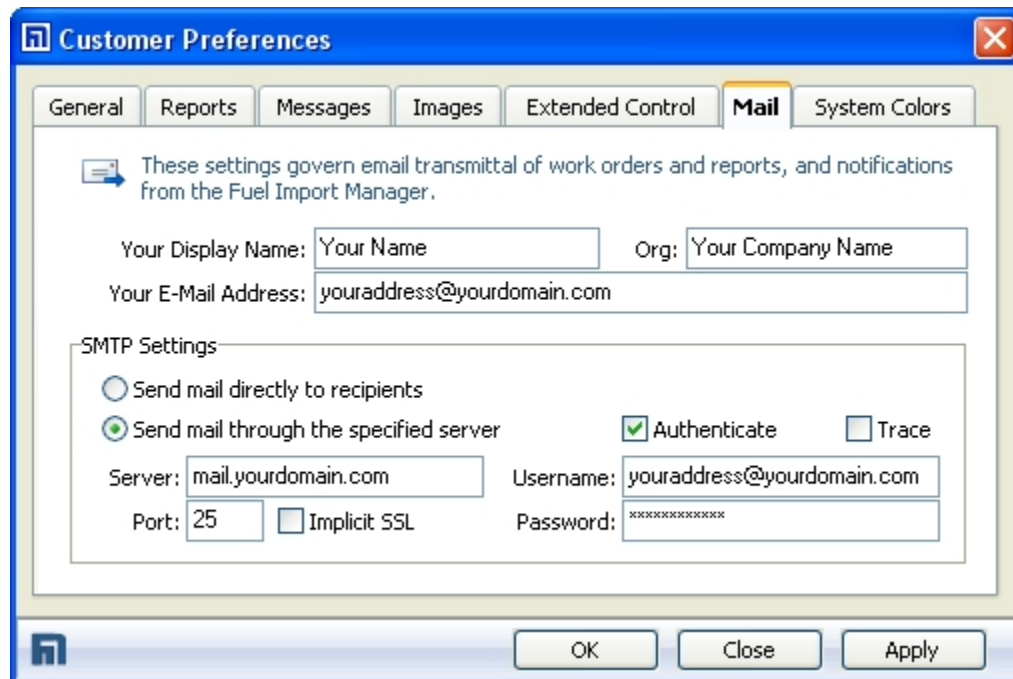 Customer Preferences
General Reports Messages Images Extended Control Mail System Colors
These settings govern email transmittal of work orders and reports, and notifications
from the Fuel Import Manager.
Your Display Name: Your Name Org: Your Company Name
Your E-Mail Address: youraddress@yourdomain.com
SMTP Settings
Send mail directly to recipients
Send mail through the specified server Authenticate Trace
Server: mail.yourdomain.com Username: youraddress@yourdomain.com
Port: 25 Implicit SSL Password: ************
OK Close Apply